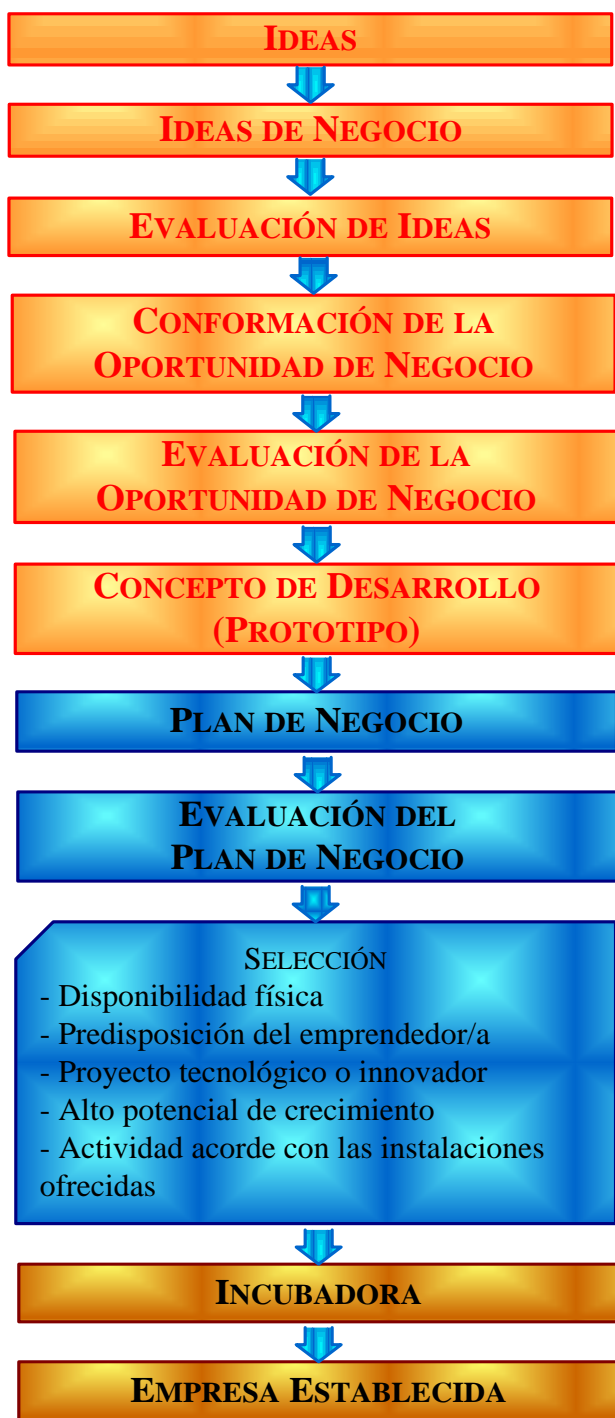 IDEAS
IDEAS DE NEGOCIO
EVALUACIÓN DE IDEAS
CONFORMACIÓN DE LA
OPORTUNIDAD DE NEGOCIO
EVALUACIÓN DE LA
OPORTUNIDAD DE NEGOCIO
CONCEPTO DE DESARROLLO
(PROTOTIPO)
PLAN DE NEGOCIO
EVALUACIÓN DEL
PLAN DE NEGOCIO
SELECCIÓN
- Disponibilidad física
- Predisposición del emprendedor/a
- Proyecto tecnológico o innovador
- Alto potencial de crecimiento
- Actividad acorde con las instalaciones
ofrecidas
INCUBADORA
EMPRESA ESTABLECIDA